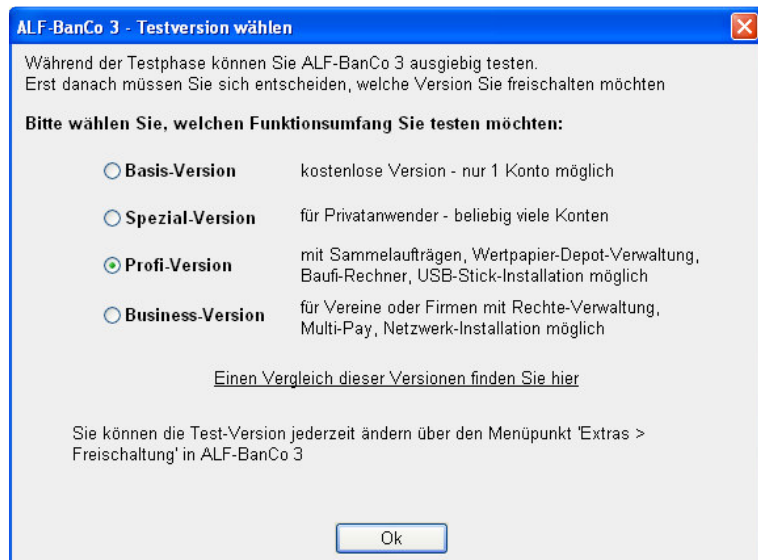 ALF-BanCo 3 - Testversion wählen
Während der Testphase können Sie ALF-BanCo 3 ausgiebig testen.
Erst danach müssen Sie sich entscheiden, welche Version Sie freischalten möchten
Bitte wählen Sie, welchen Funktionsumfang Sie testen möchten:
Basis-Version kostenlose Version - nur 1 Konto möglich
Spezial-Version für Privatanwender - beliebig viele Konten
Profi-Version mit Sammelaufträgen, Wertpapier-Depot-Verwaltung,
Baufi-Rechner, USB-Stick-Installation möglich
Business-Version für Vereine oder Firmen mit Rechte-Verwaltung,
Multi-Pay, Netzwerk-Installation möglich
Einen Vergleich dieser Versionen finden Sie hier
Sie können die Test-Version jederzeit ändern über den Menüpunkt 'Extras >
Freischaltung' in ALF-BanCo 3
Ok